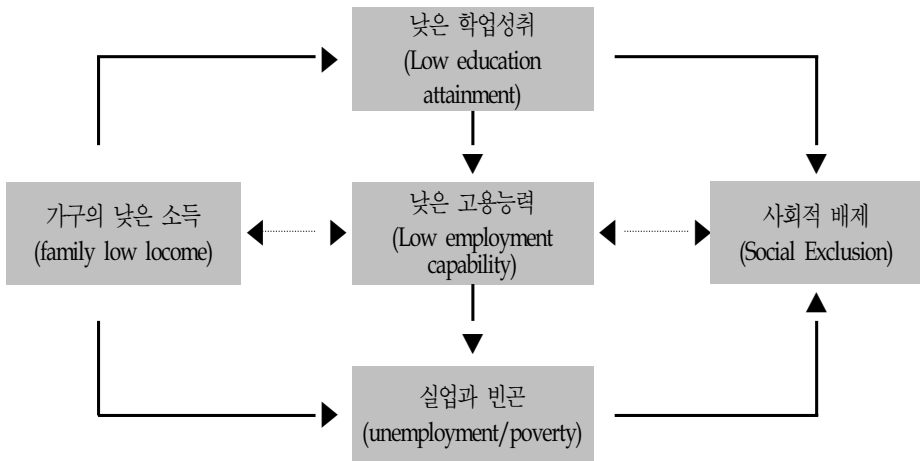 낮은 학업성취
(Low education
attainment)
가구의 낮은 소득
(family low locome)
낮은 고용능력
(Low employment
capability)
사회적 배제
(Social Exclusion)
실업과 빈곤
(unemployment/poverty)